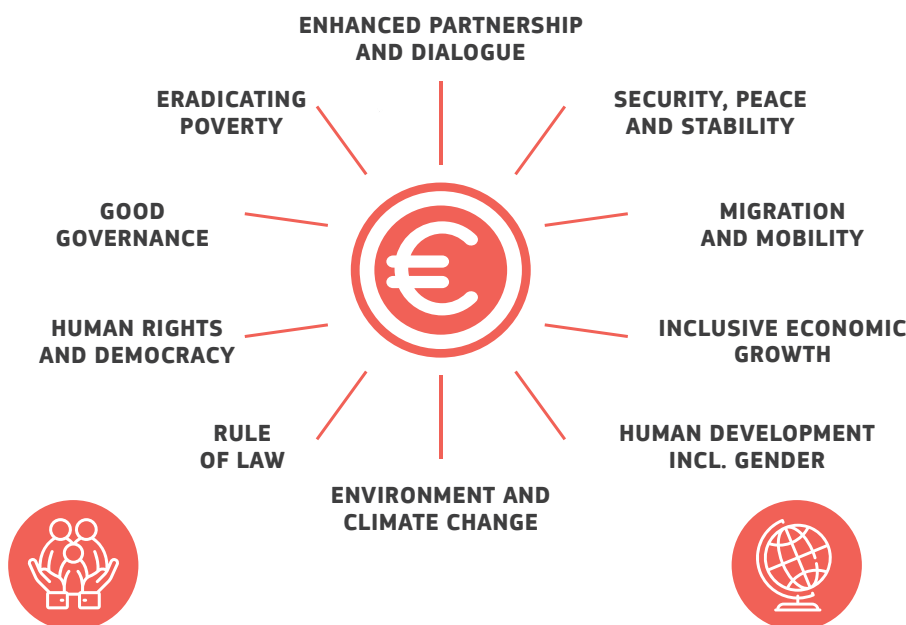 ENHANCED PARTNERSHIP
AND DIALOGUE
ERADICATING
POVERTY
SECURITY, PEACE
AND STABILITY
GOOD
GOVERNANCE
MIGRATION
AND MOBILITY
HUMAN RIGHTS
AND DEMOCRACY
INCLUSIVE ECONOMIC
GROWTH
RULE
OF LAW
HUMAN DEVELOPMENT
INCL. GENDER
ENVIRONMENT AND
CLIMATE CHANGE